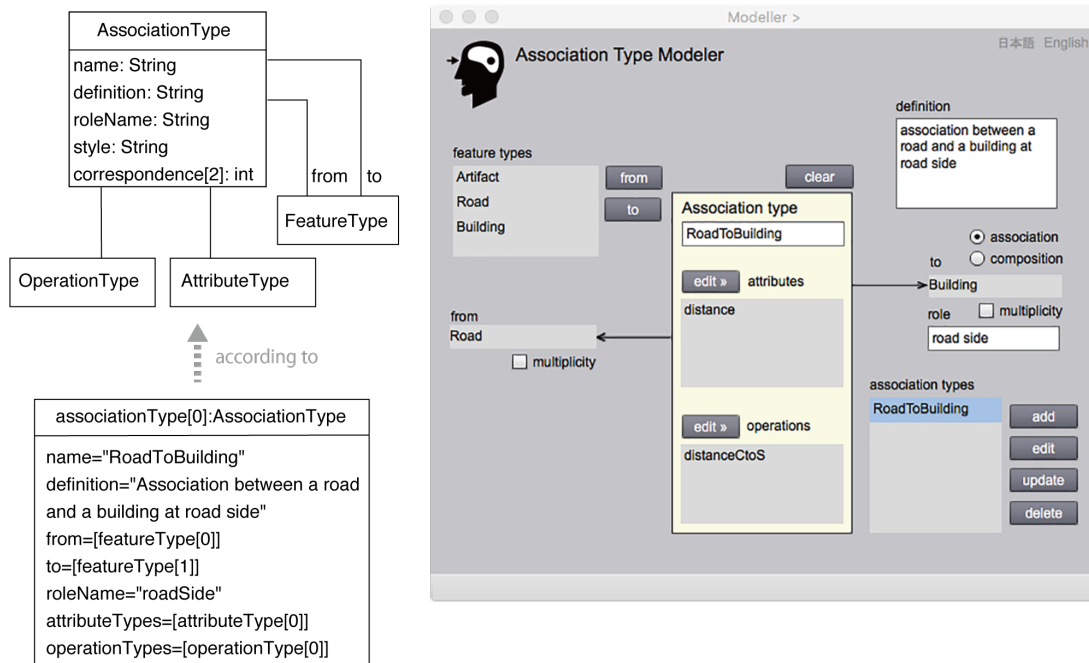 AssociationType
name: String
definition: String
roleName: String
style: String
correspondence[2]: int
from
to
FeatureType
OperationType
AttributeType
according to
associationType[0]:AssociationType
name="RoadToBuilding"
definition="Association between a road
and a building at road side"
from=[featureType[0]]
to=[featureType[1]]
roleName="roadSide"
attributeTypes=[attributeType[0]]
operationTypes=[operationType[0]]
Modeller >
日本語 English
Association Type Modeler
feature types
Artifact
Road
Building
from
to
from
Road
multiplicity
clear
Association type
RoadToBuilding
edit » attributes
distance
edit » operations
distanceCtoS
definition
association between a
road and a building at
road side
association
composition
to
Building
multiplicity
role
road side
association types
RoadToBuilding
add
edit
update
delete